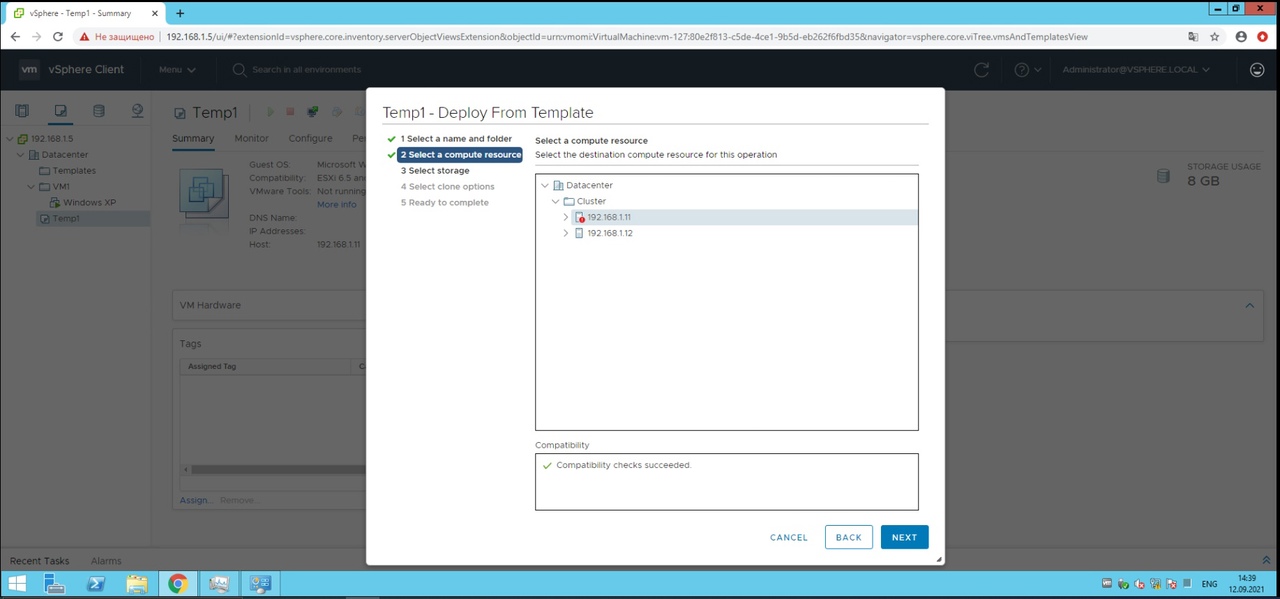 vSphere - Temp1 - Summary
Не защищено
192.168.1.5/ui/#?extensionId=vsphere.core.inventory.serverObjectViewsExtension&objectId=urn:vmomi:VirtualMachine:vm-127:80e2f813-c5de-4ce1-9b5d-eb262f6fbd35&navigator=vsphere.core.viTree.vmsAndTemplatesView
vm vSphere Client Menu Search in all environments Administrator@VSPHERE.LOCAL
192.168.1.5
Datacenter
Templates
VM1
Windows XP
Temp1
Temp1
Summary Monitor Configure Pe
Guest OS: Microsoft W
Compatibility: ESXi 6.5 and
VMware Tools: Not running
More Info
DNS Name:
IP Addresses:
Host: 192.168.1.11
STORAGE USAGE
8 GB
VM Hardware
Tags
Assigned Tag
Assign... Remove...
Temp1 - Deploy From Template
1 Select a name and folder
2 Select a compute resource
3 Select storage
4 Select clone options
5 Ready to complete
Select a compute resource
Select the destination compute resource for this operation
Datacenter
Cluster
192.168.1.11
192.168.1.12
Compatibility
Compatibility checks succeeded.
CANCEL BACK NEXT
Recent Tasks Alarms
ENG
14:39
12.09.2021